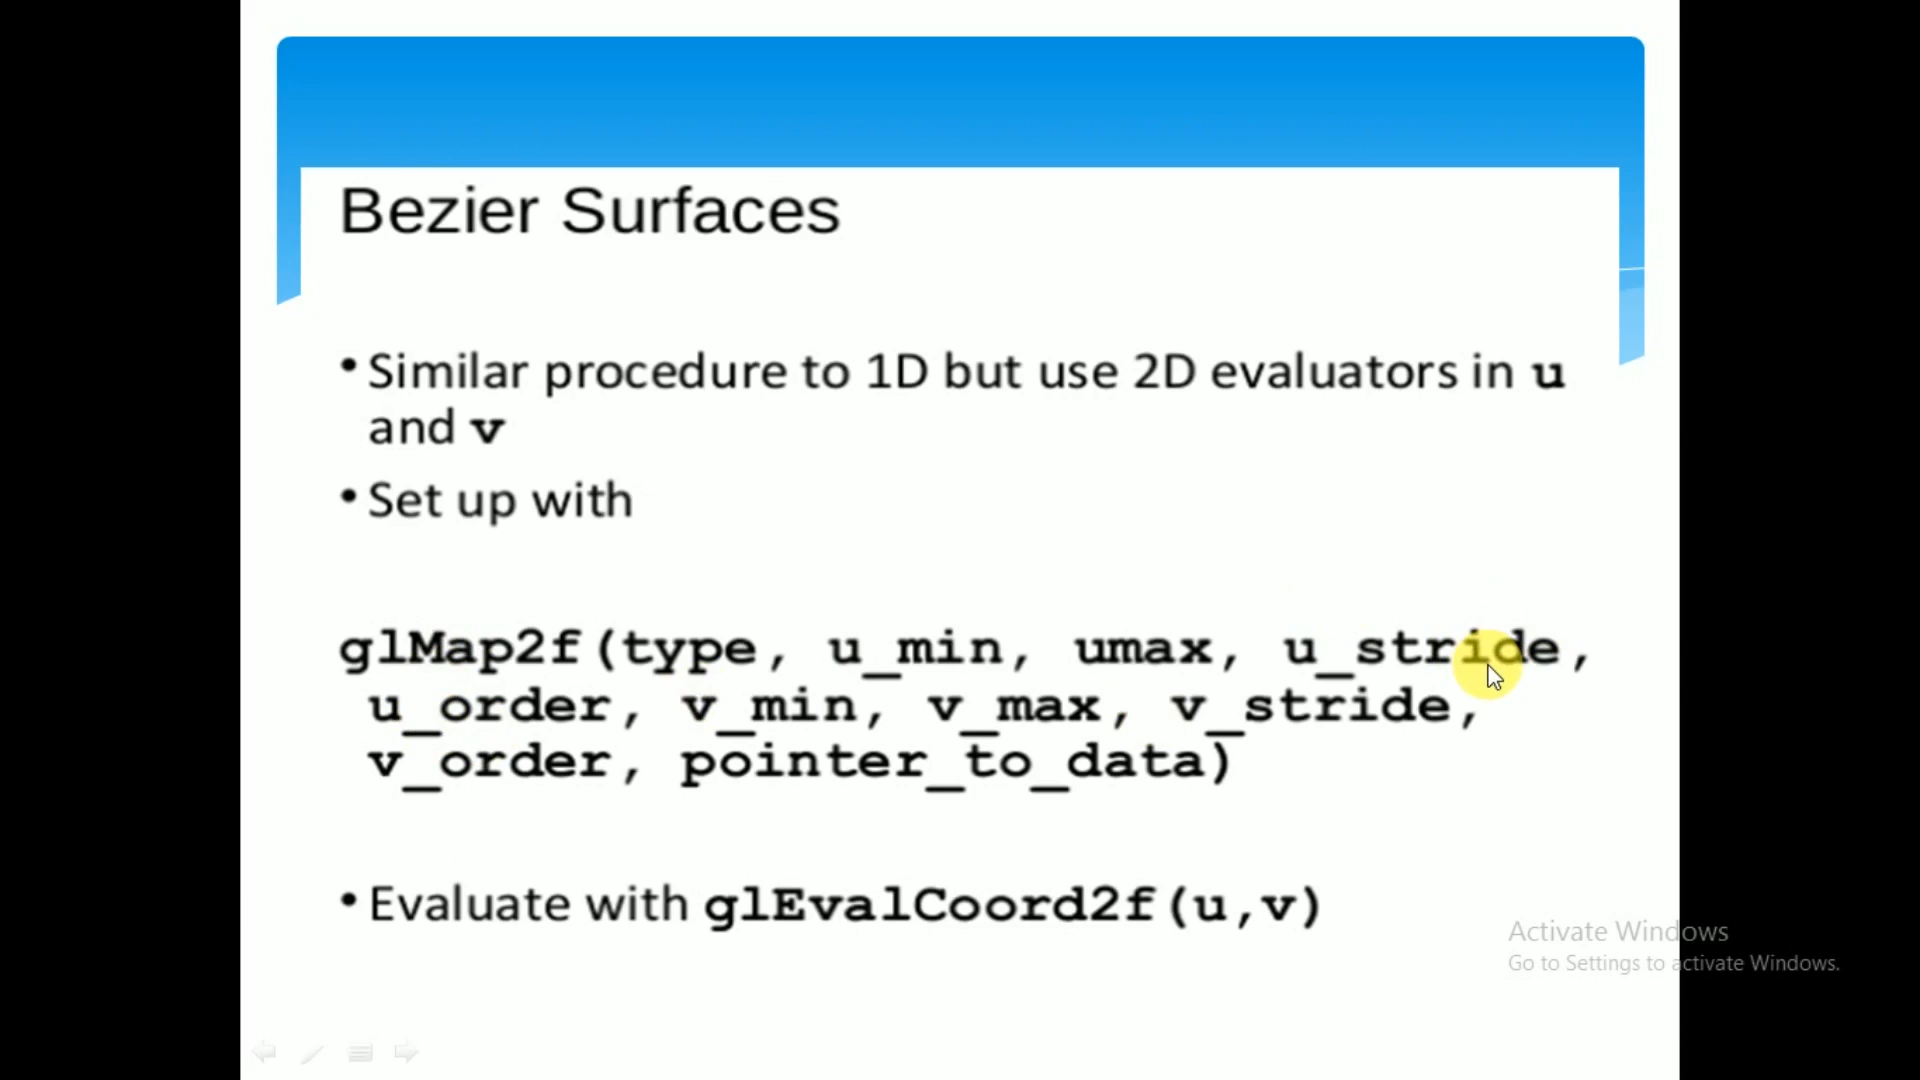 Bezier Surfaces
• Similar procedure to 1D but use 2D evaluators in u
and v
• Set up with
glMap2f(type, u_min, umax, u_stride,
u_order, v_min, v_max, v_stride,
v_order, pointer_to_data)
• Evaluate with glEvalCoord2f(u,v)
Activate Windows
Go to Settings to activate Windows.